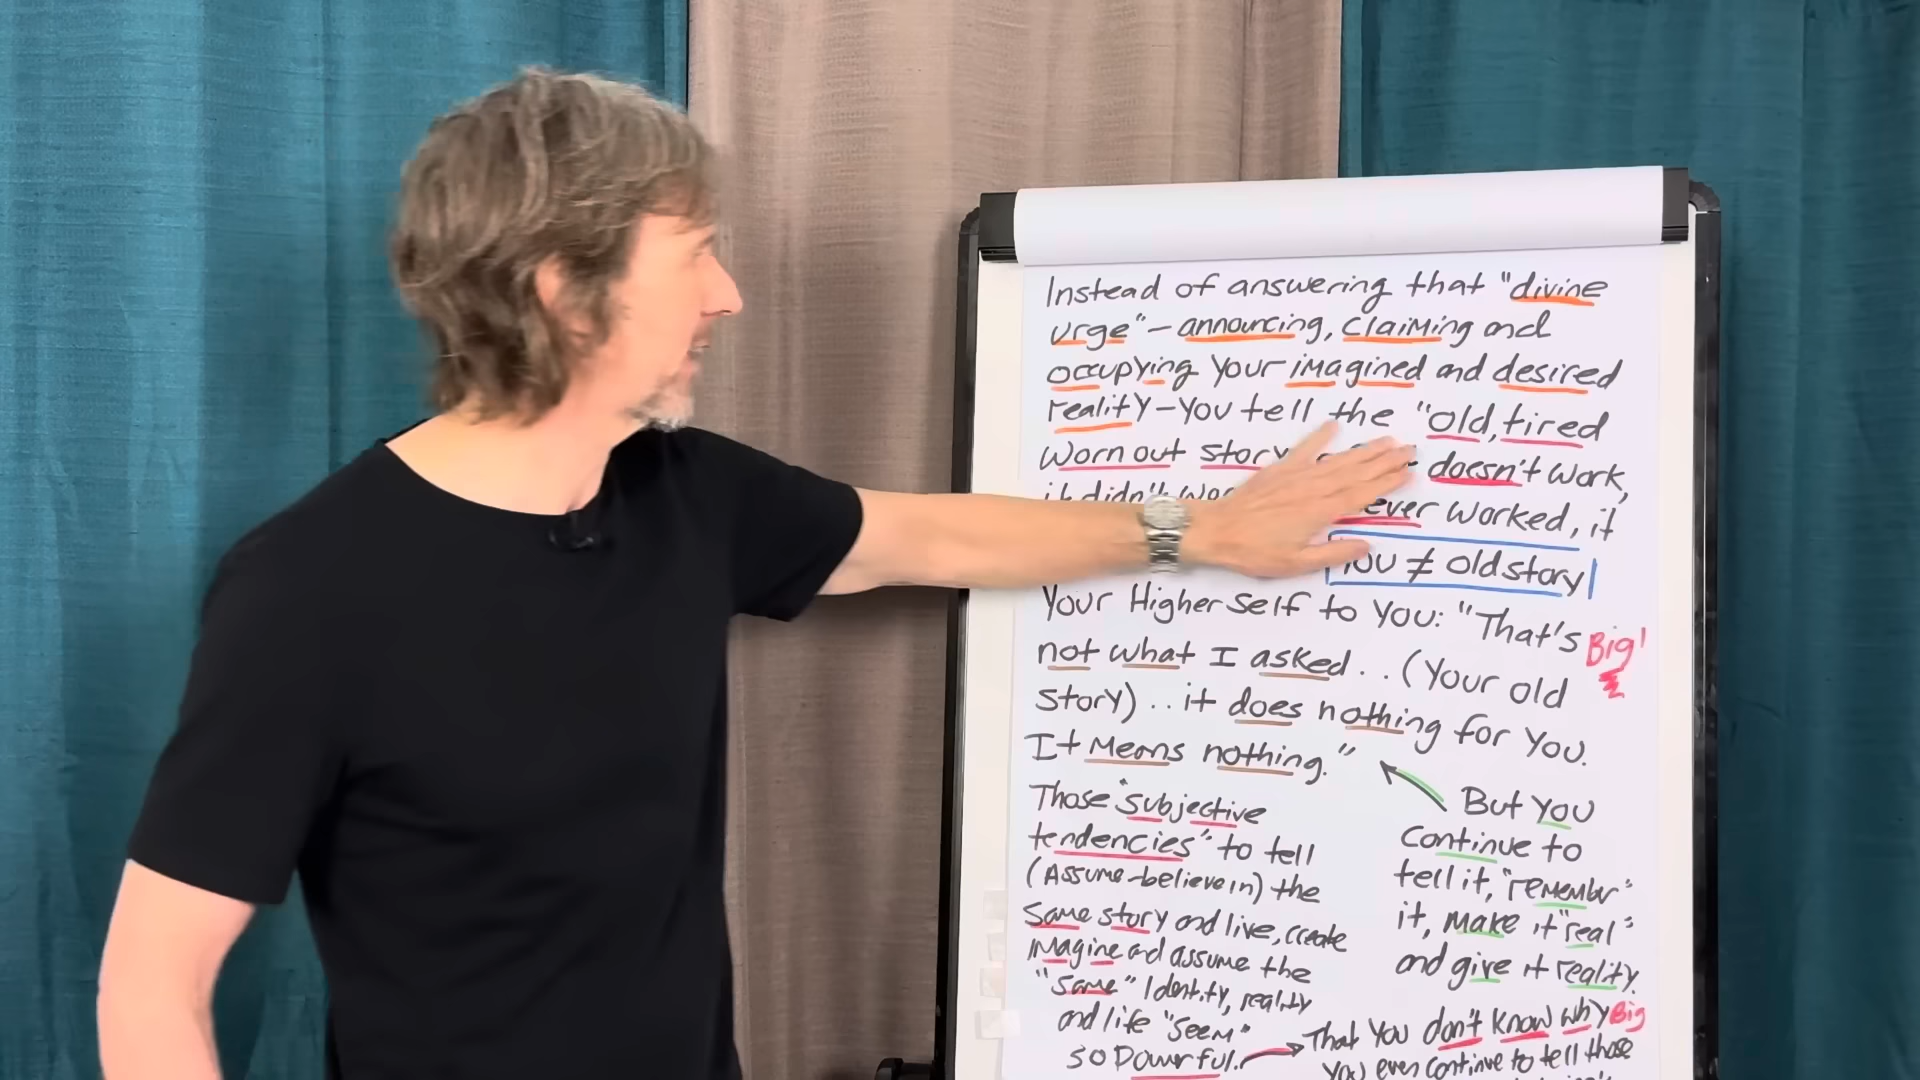 Instead of answering that "divine
urge" - announcing, claiming and
occupying your imagined and desired
reality - you tell the "old, tired
worn out story doesn't work,
it didn't never worked, it
You ≠ old story
Your Higher Self to you: "That's
Big!
not what I asked.. (Your old
story).. it does nothing for you.
It means nothing."
Those "subjective
tendencies" to tell
(Assume-believe in) the
same story and live, create
imagine and assume the
"same" identity, reality
and life "seem"
so powerful.
But you
continue to
tell it, "remember"
it, make it "real"
and give it reality.
That you don't know why Big
you even continue to tell those